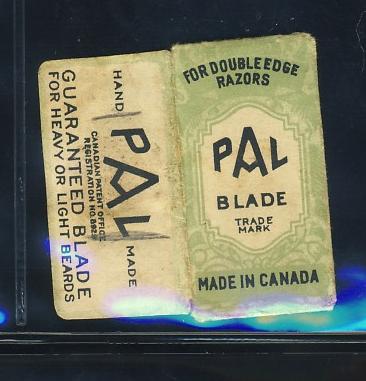 FOR DOUBLE EDGE
RAZORS
PAL
BLADE
TRADE
MARK
MADE IN CANADA
HAND PAL MADE
CANADIAN PATENT OFFICE
REGISTRATION NO.
GUARANTEED BLADE
FOR HEAVY OR LIGHT BEARDS